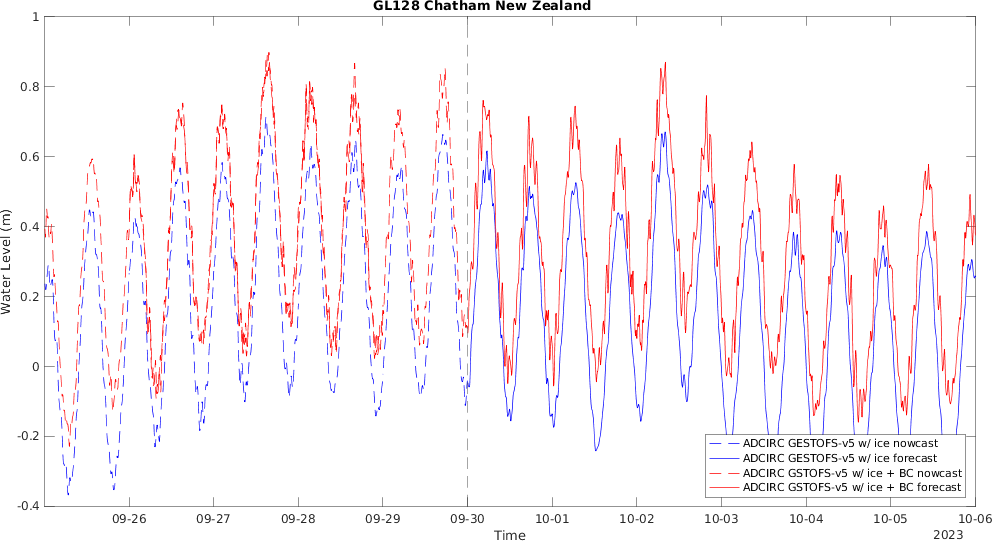 GL128 Chatham New Zealand
1
0.8
0.6
0.4
0.2
0
-0.2
-0.4
Water Level (m)
ADCIRC GESTOFS-v5 w/ ice nowcast
ADCIRC GESTOFS-v5 w/ ice forecast
ADCIRC GSTOFS-v5 w/ ice + BC nowcast
ADCIRC GSTOFS-v5 w/ ice + BC forecast
09-26 09-27 09-28 09-29 09-30 10-01 10-02 10-03 10-04 10-05 10-06
Time
2023